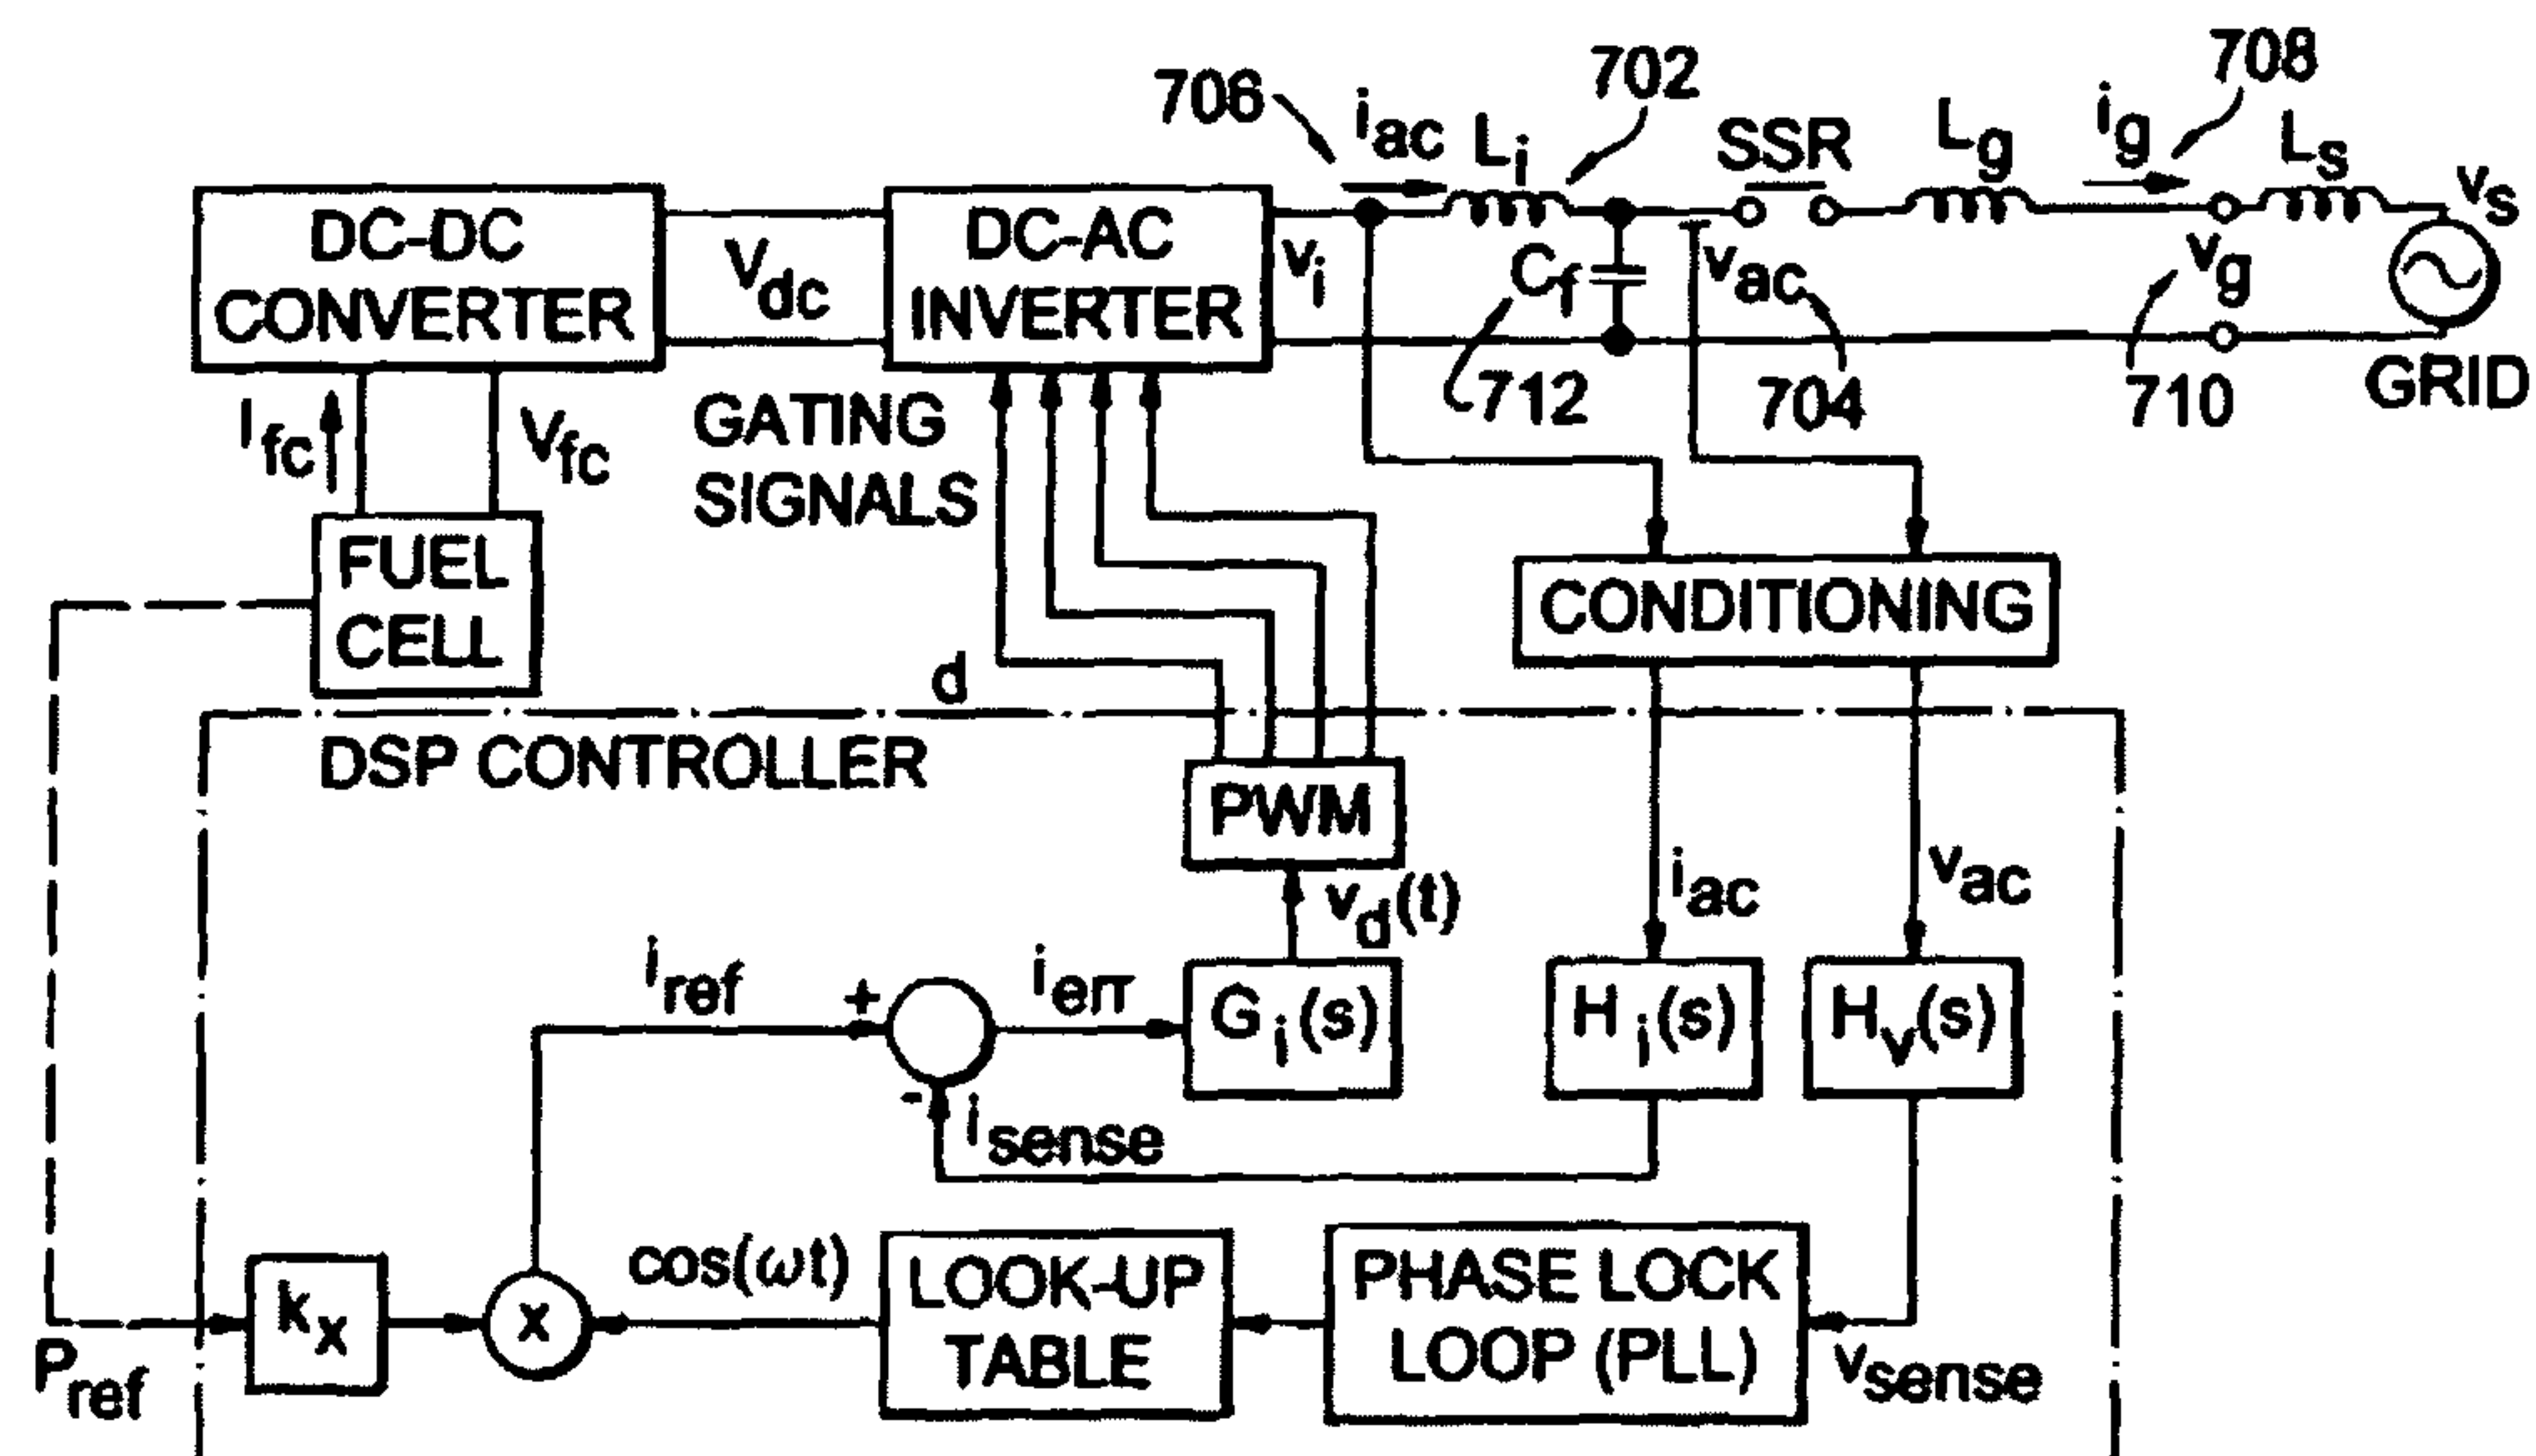 708
702
706
i_ac
L_i
SSR
L_g
i_g
L_s
v_s
DC-DC
CONVERTER
V_dc
DC-AC
INVERTER
v_i
C_f
v_ac
v_g
712
704
710
GRID
I_fc
V_fc
GATING
SIGNALS
FUEL
CELL
CONDITIONING
d
DSP CONTROLLER
PWM
v_d(t)
i_ac
v_ac
i_ref
+
i_err
G_i(s)
H_i(s)
H_v(s)
-
i_sense
cos(ωt)
k_x
x
LOOK-UP
TABLE
PHASE LOCK
LOOP (PLL)
P_ref
v_sense